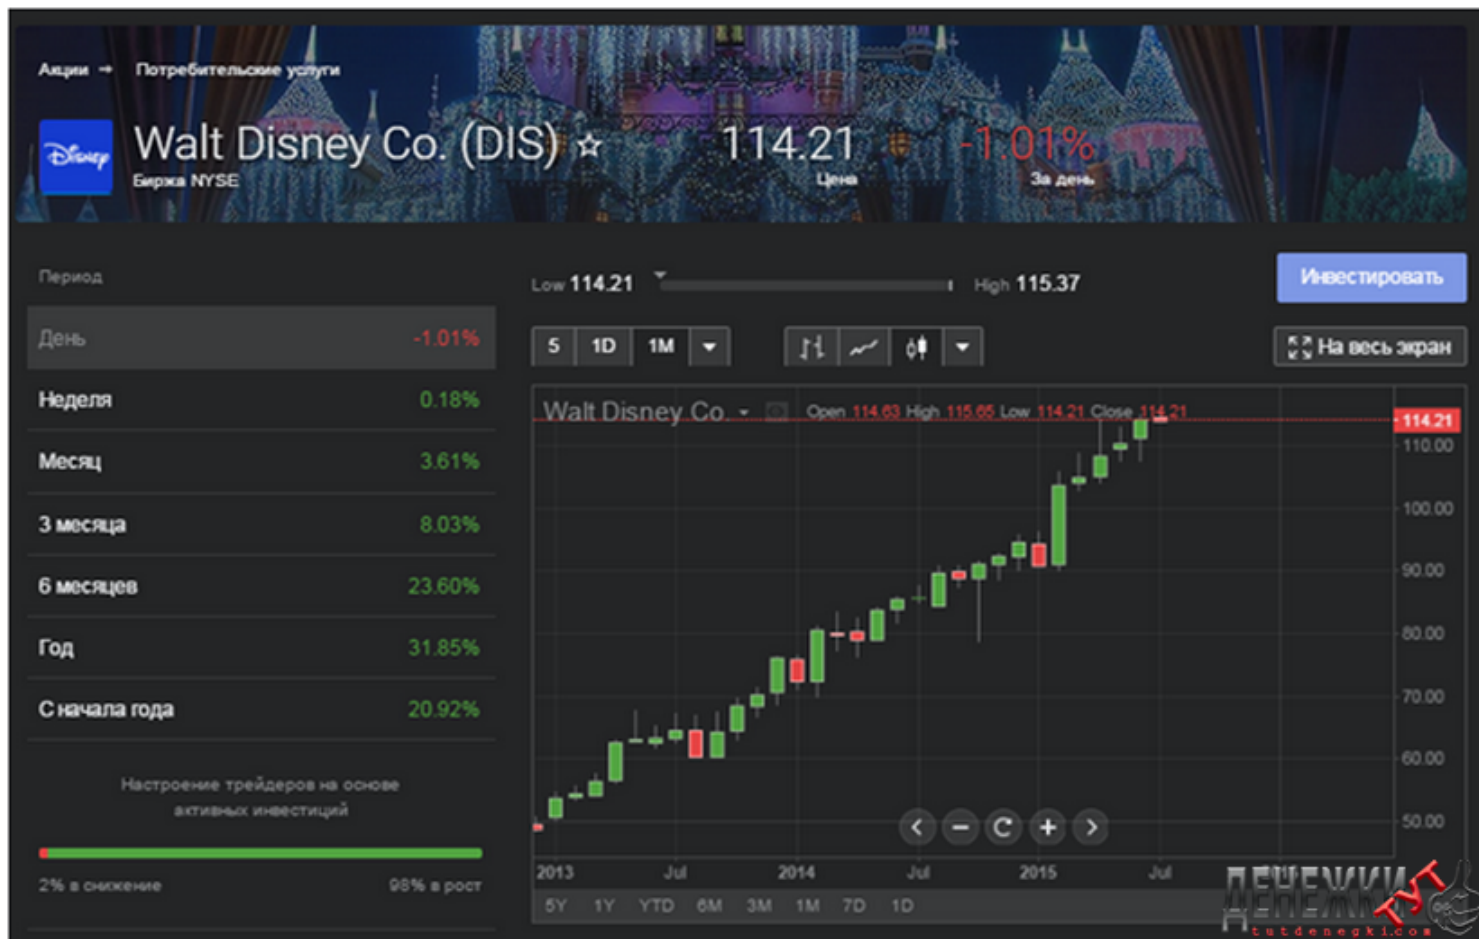 Акции → Потребительские услуги
Disney
Walt Disney Co. (DIS) ☆
114.21
-1.01%
Биржа NYSE
Цена
За день
Период
День -1.01%
Неделя 0.18%
Месяц 3.61%
3 месяца 8.03%
6 месяцев 23.60%
Год 31.85%
С начала года 20.92%
Настроение трейдеров на основе
активных инвестиций
2% в снижение 98% в рост
Low 114.21 High 115.37
Инвестировать
5 1D 1M
На весь экран
Walt Disney Co. Open 114.63 High 115.65 Low 114.21 Close 114.21
114.21
110.00
100.00
90.00
80.00
70.00
60.00
50.00
2013 Jul 2014 Jul 2015 Jul
5Y 1Y YTD 6M 3M 1M 7D 1D
ДЕНЕЖКИ ТУТ
tutdenegki.com